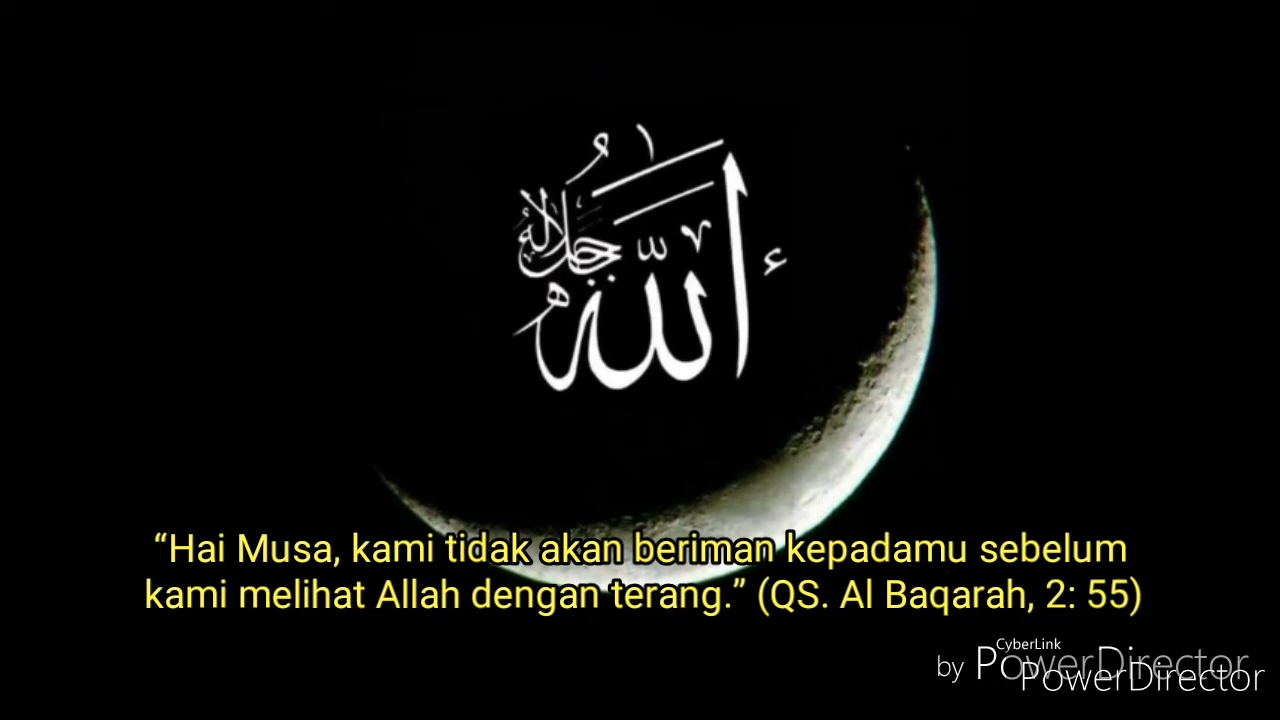 الله
جل جلاله
“Hai Musa, kami tidak akan beriman kepadamu sebelum
kami melihat Allah dengan terang.” (QS. Al Baqarah, 2: 55)
CyberLink
by PowerDirector
PowerDirector